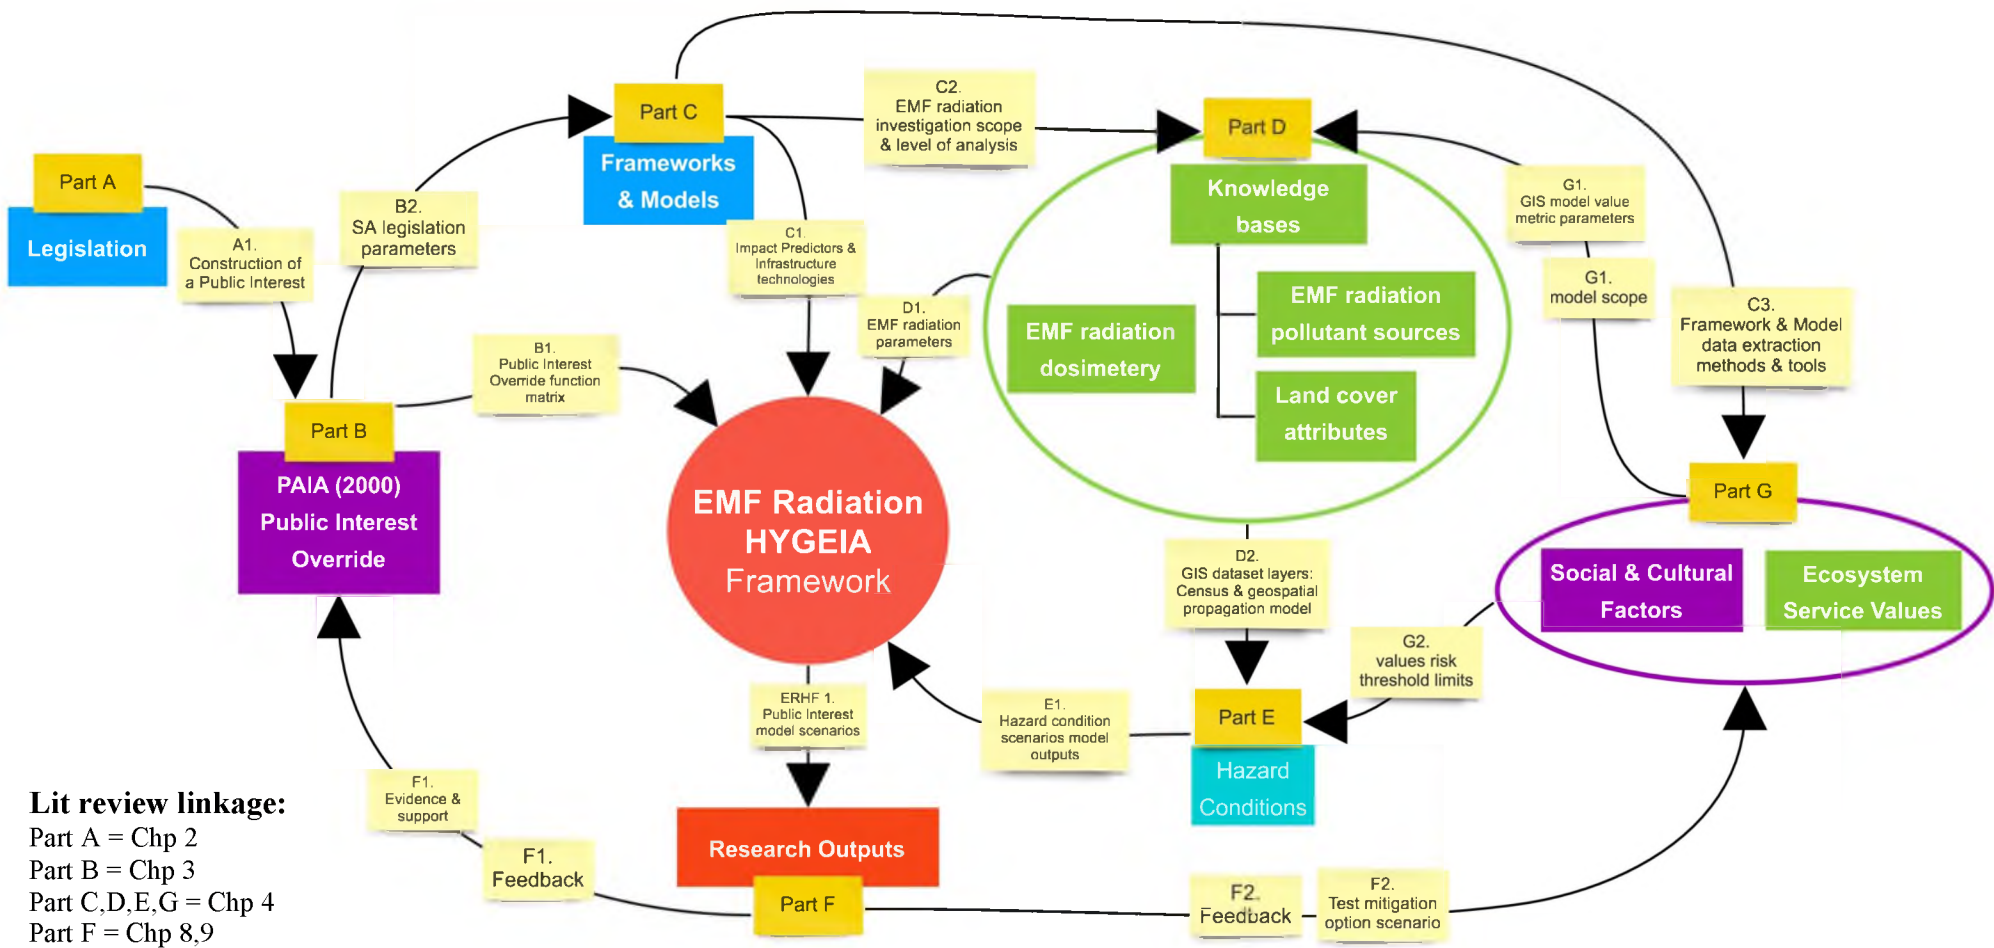 Part A
Legislation
A1.
Construction of
a Public Interest
B2.
SA legislation
parameters
Part B
PAIA (2000)
Public Interest
Override
B1.
Public Interest
Override function
matrix
Part C
Frameworks
& Models
C1.
Impact Predictors &
Infrastructure
technologies
C2.
EMF radiation
investigation scope
& level of analysis
Part D
Knowledge
bases
EMF radiation
dosimetery
EMF radiation
pollutant sources
Land cover
attributes
D1.
EMF radiation
parameters
G1.
GIS model value
metric parameters
G1.
model scope
C3.
Framework & Model
data extraction
methods & tools
Part G
Social & Cultural
Factors
Ecosystem
Service Values
EMF Radiation
HYGEIA
Framework
D2.
GIS dataset layers:
Census & geospatial
propagation model
G2.
values risk
threshold limits
Part E
Hazard
Conditions
E1.
Hazard condition
scenarios model
outputs
ERHF 1.
Public Interest
model scenarios
Research Outputs
Part F
F1.
Evidence &
support
F1.
Feedback
F2.
Feedback
F2.
Test mitigation
option scenario
Lit review linkage:
Part A = Chp 2
Part B = Chp 3
Part C,D,E,G = Chp 4
Part F = Chp 8,9